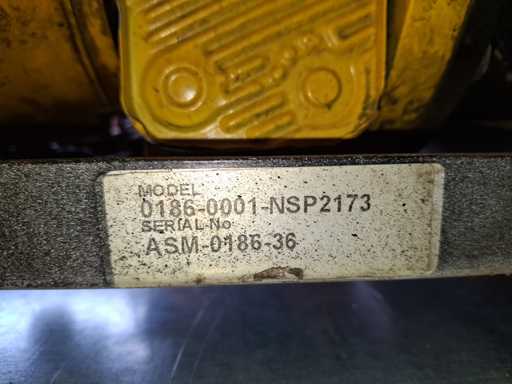 MODEL
0186-0001-NSP2173
SERIAL-No
ASM-0186-36